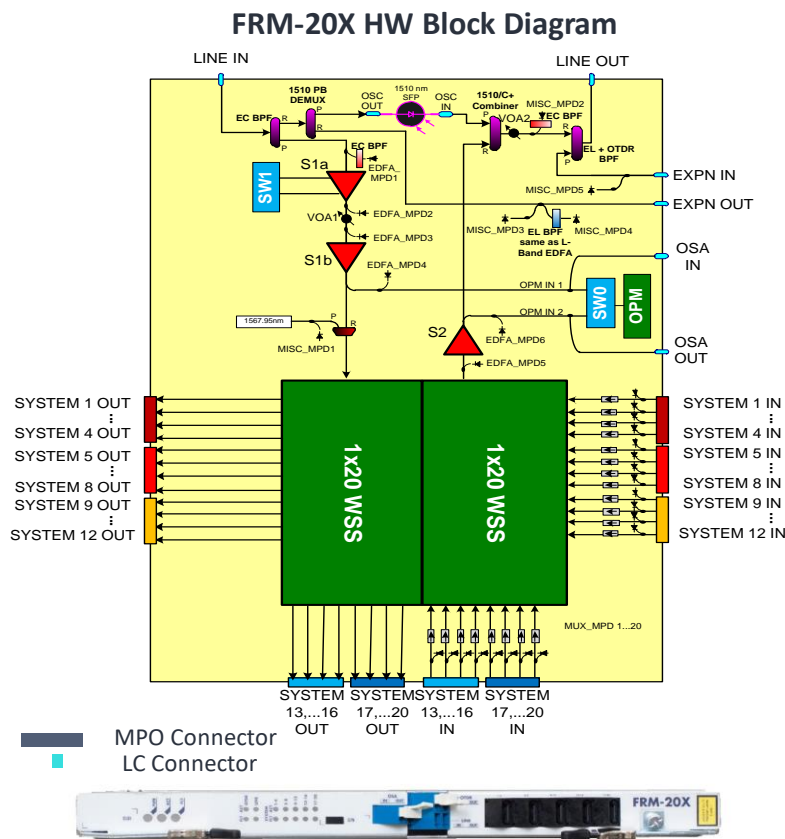 FRM-20X HW Block Diagram
LINE IN
LINE OUT
1510 PB
DEMUX
OSC
OUT
1510 nm
SFP
OSC
IN
1510/C+
Combiner
MISC_MPD2
EC BPF
VOA2
EC BPF
P
R
R
P
P
R
R
P
EL + OTDR
BPF
EC BPF
EDFA_
MPD1
S1a
SW1
MISC_MPD5
EXPN IN
EXPN OUT
EDFA_MPD2
VOA1
EDFA_MPD3
MISC_MPD3
EL BPF
same as L-
Band EDFA
MISC_MPD4
S1b
EDFA_MPD4
OSA
IN
OPM IN 1
SW0
OPM
OPM IN 2
1567.95nm
P
R
MISC_MPD1
S2
EDFA_MPD6
EDFA_MPD5
OSA
OUT
SYSTEM 1 OUT
SYSTEM 4 OUT
SYSTEM 5 OUT
SYSTEM 8 OUT
SYSTEM 9 OUT
SYSTEM 12 OUT
1x20 WSS
1x20 WSS
SYSTEM 1 IN
SYSTEM 4 IN
SYSTEM 5 IN
SYSTEM 8 IN
SYSTEM 9 IN
SYSTEM 12 IN
MUX_MPD 1...20
SYSTEM
13,...16
OUT
SYSTEM
17,...20
OUT
SYSTEM
13,...16
IN
SYSTEM
17,...20
IN
MPO Connector
LC Connector
FRM-20X